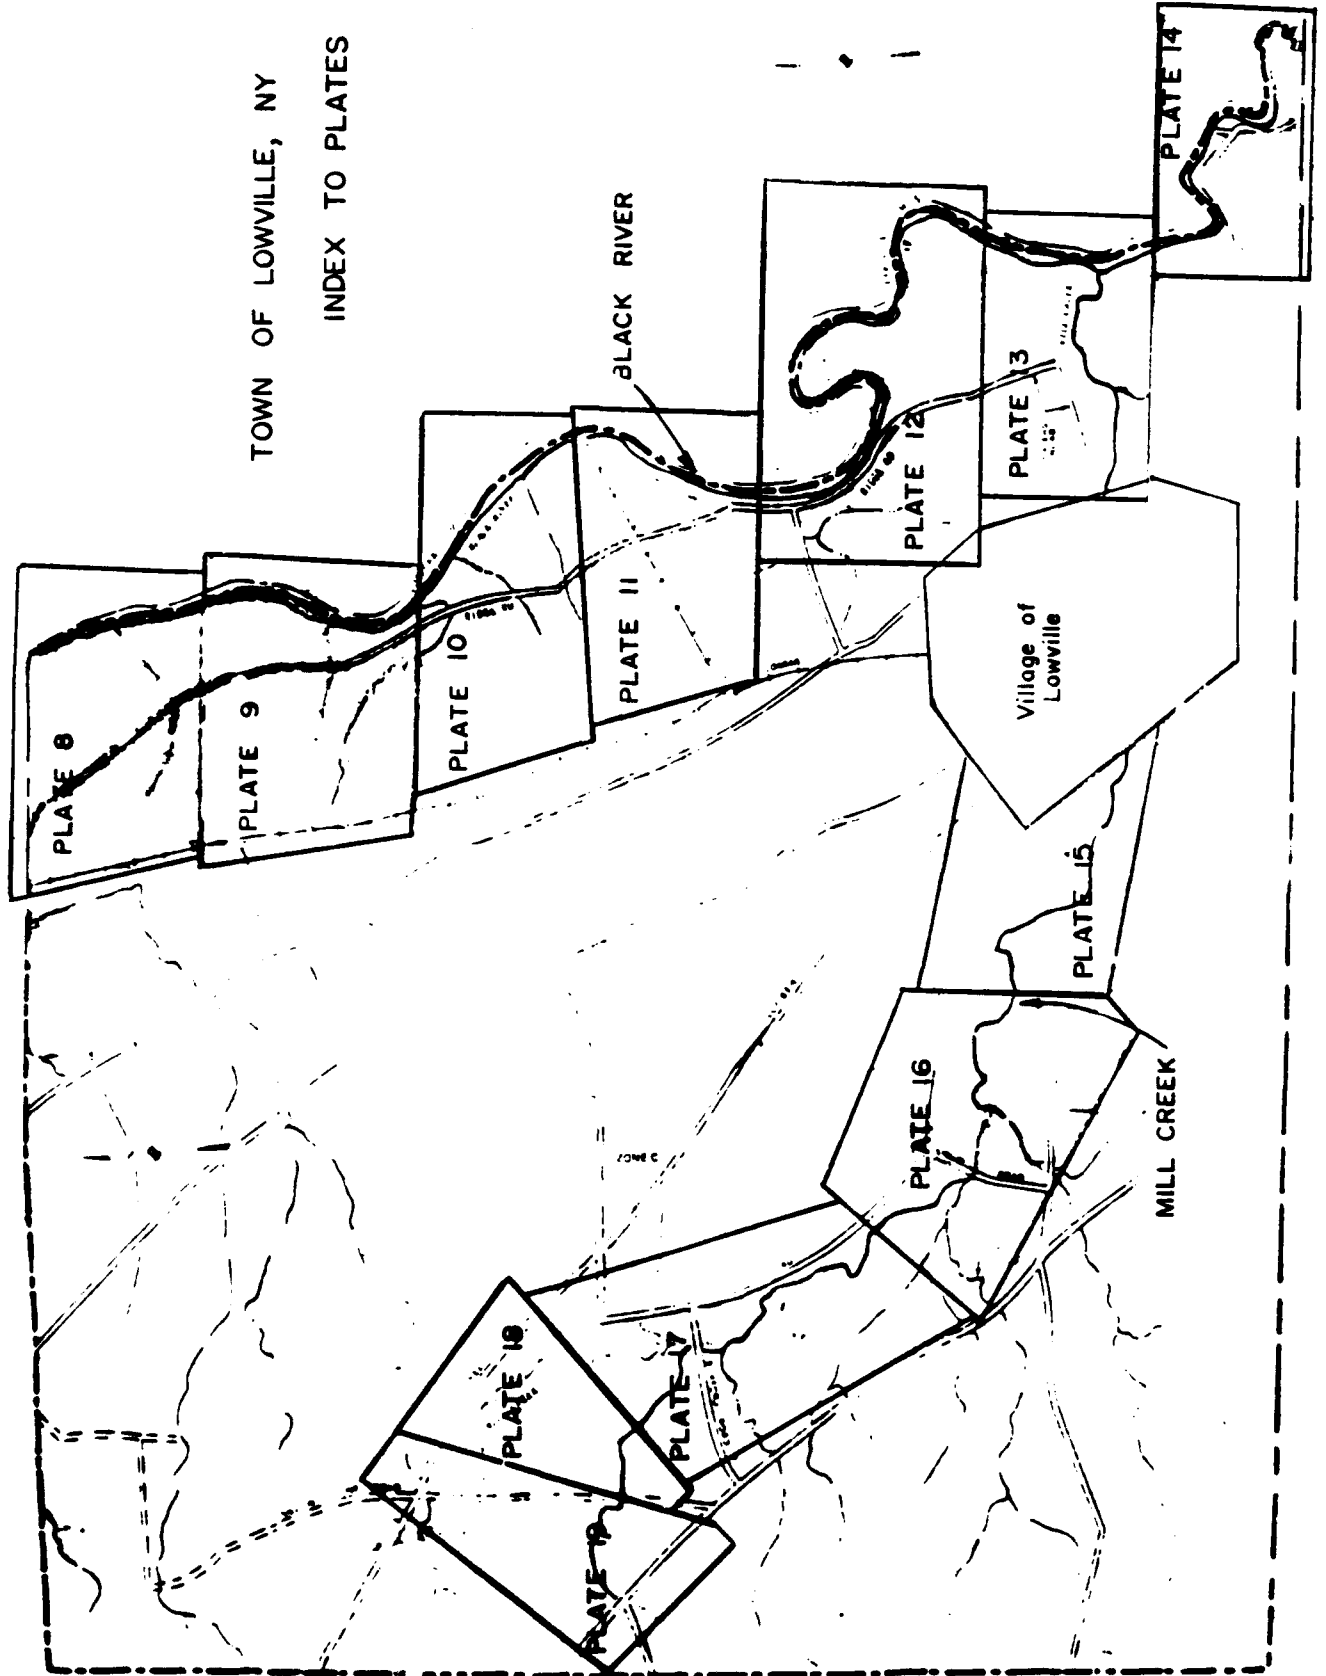 TOWN OF LOWVILLE, NY
INDEX TO PLATES
BLACK RIVER
PLATE 8
PLATE 9
PLATE 10
PLATE 11
PLATE 12
PLATE 13
PLATE 14
Village of
Lowville
PLATE 15
PLATE 16
MILL CREEK
PLATE 17
PLATE 18
PLATE 19